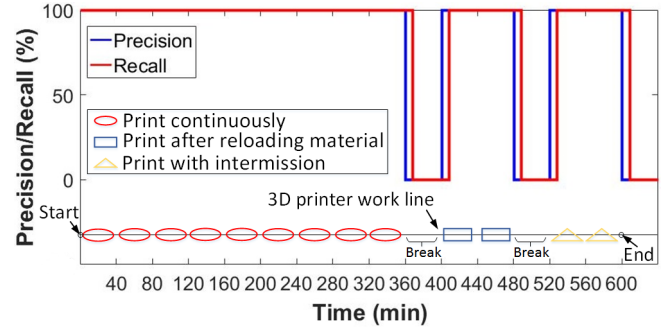 100
50
0
Precision/Recall (%)
Precision
Recall
Print continuously
Print after reloading material
Print with intermission
3D printer work line
Start
Break
Break
End
40 80 120 160 200 240 280 320 360 400 440 480 520 560 600
Time (min)